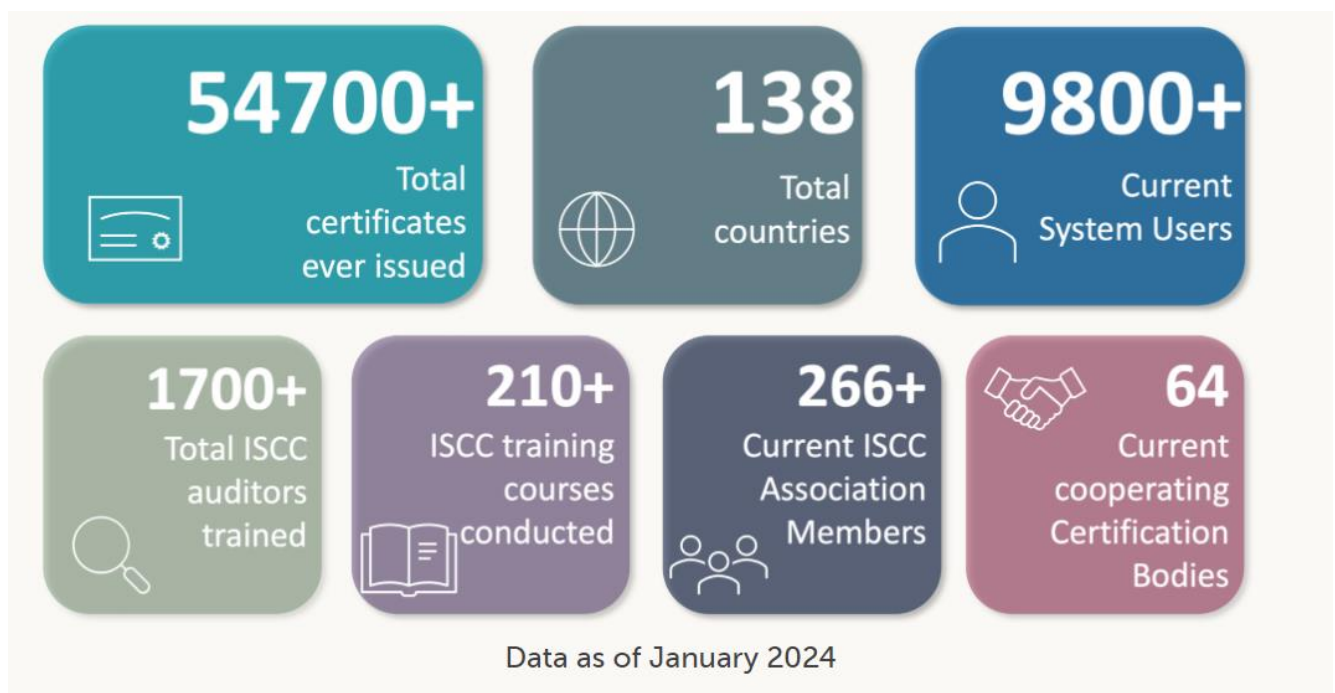 54700+
Total
certificates
ever issued
138
Total
countries
9800+
Current
System Users
1700+
Total ISCC
auditors
trained
210+
ISCC training
courses
conducted
266+
Current ISCC
Association
Members
64
Current
cooperating
Certification
Bodies
Data as of January 2024